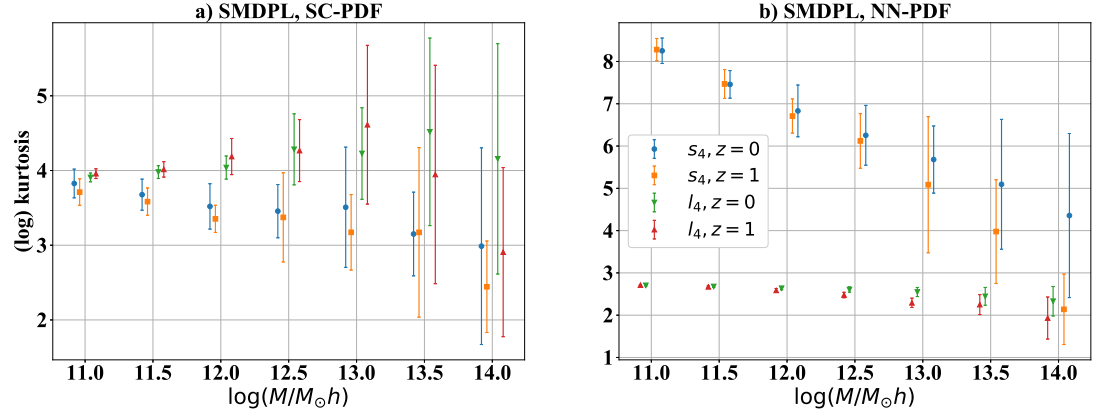 a) SMDPL, SC-PDF
(log) kurtosis
5
4
3
2
11.0 11.5 12.0 12.5 13.0 13.5 14.0
log(M/M⊙h)
b) SMDPL, NN-PDF
8
7
6
5
4
3
2
1
s₄, z = 0
s₄, z = 1
l₄, z = 0
l₄, z = 1
11.0 11.5 12.0 12.5 13.0 13.5 14.0
log(M/M⊙h)